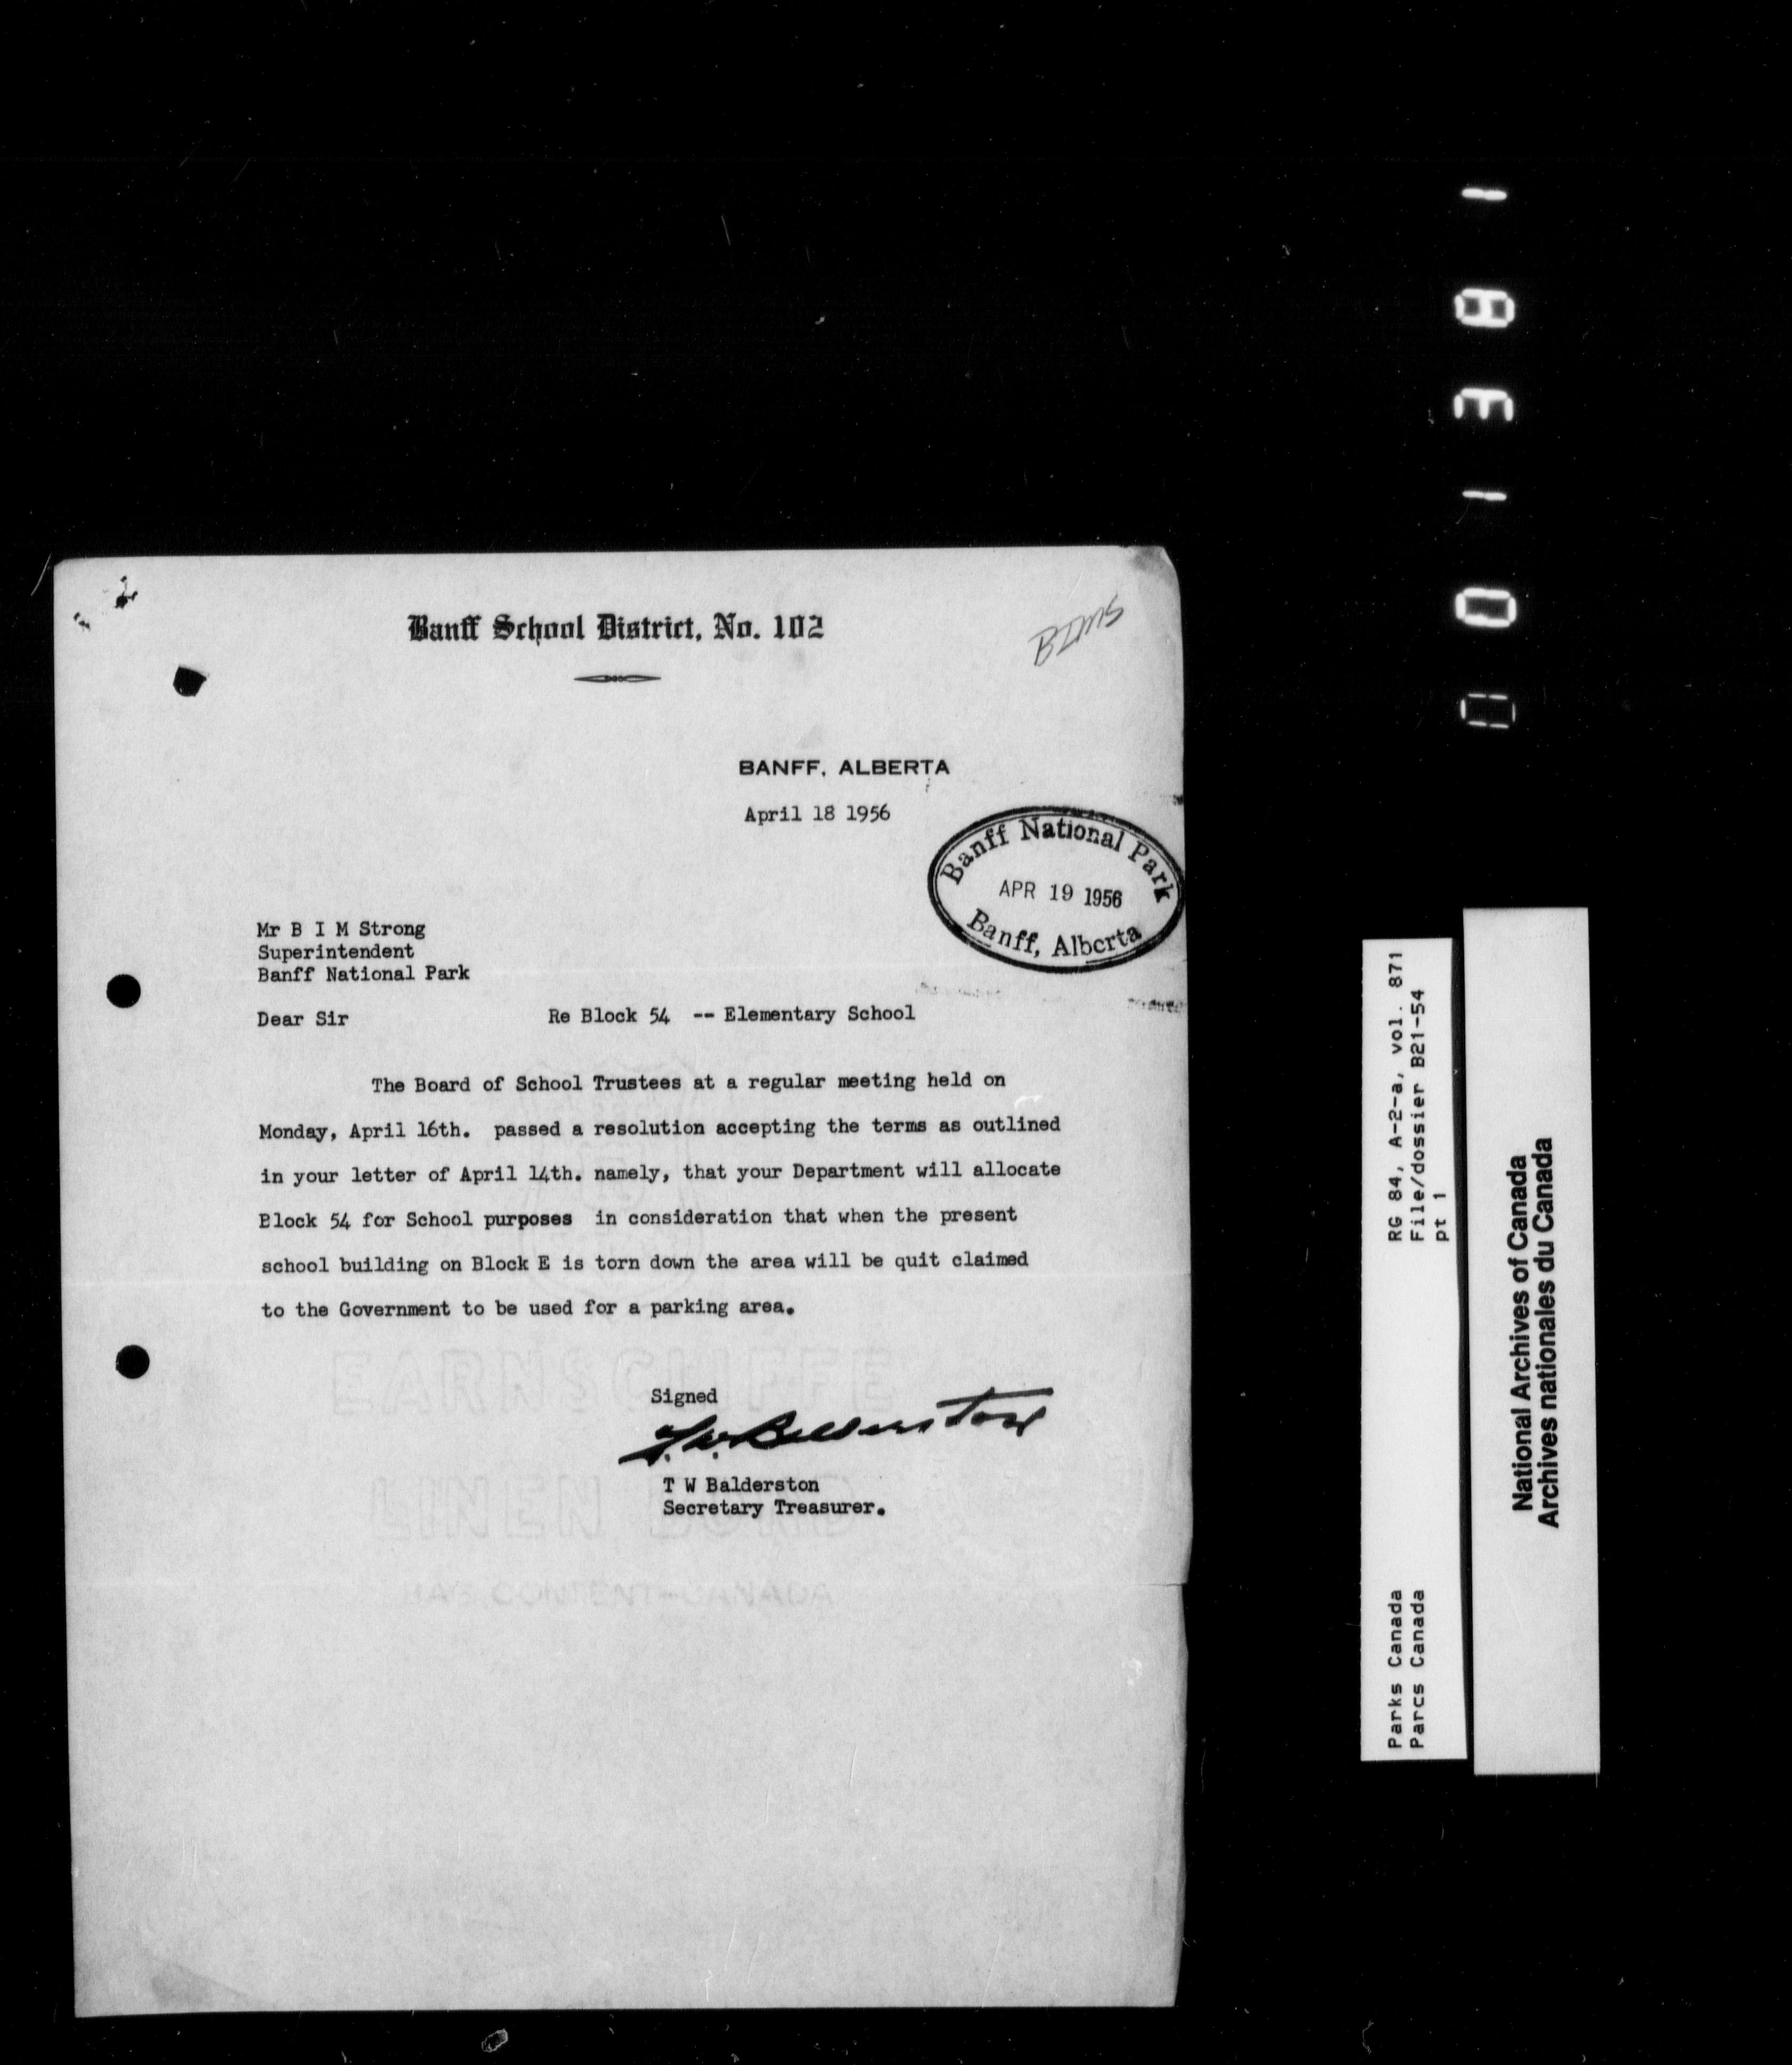 Banff School District, No. 102
BIMS
BANFF, ALBERTA
April 18 1956
Banff National Park
APR 19 1956
Banff, Alberta
Mr B I M Strong
Superintendent
Banff National Park
Dear Sir Re Block 54 -- Elementary School
The Board of School Trustees at a regular meeting held on
Monday, April 16th. passed a resolution accepting the terms as outlined
in your letter of April 14th. namely, that your Department will allocate
Block 54 for School purposes in consideration that when the present
school building on Block E is torn down the area will be quit claimed
to the Government to be used for a parking area.
EARNSCLIFFE
Signed
T.W. Balderston
LINEN BOND
T W Balderston
Secretary Treasurer.
RAG CONTENT-CANADA
Parks Canada
Parcs Canada
RG 84, A-2-a, vol. 871
File/dossier B21-54
pt 1
National Archives of Canada
Archives nationales du Canada